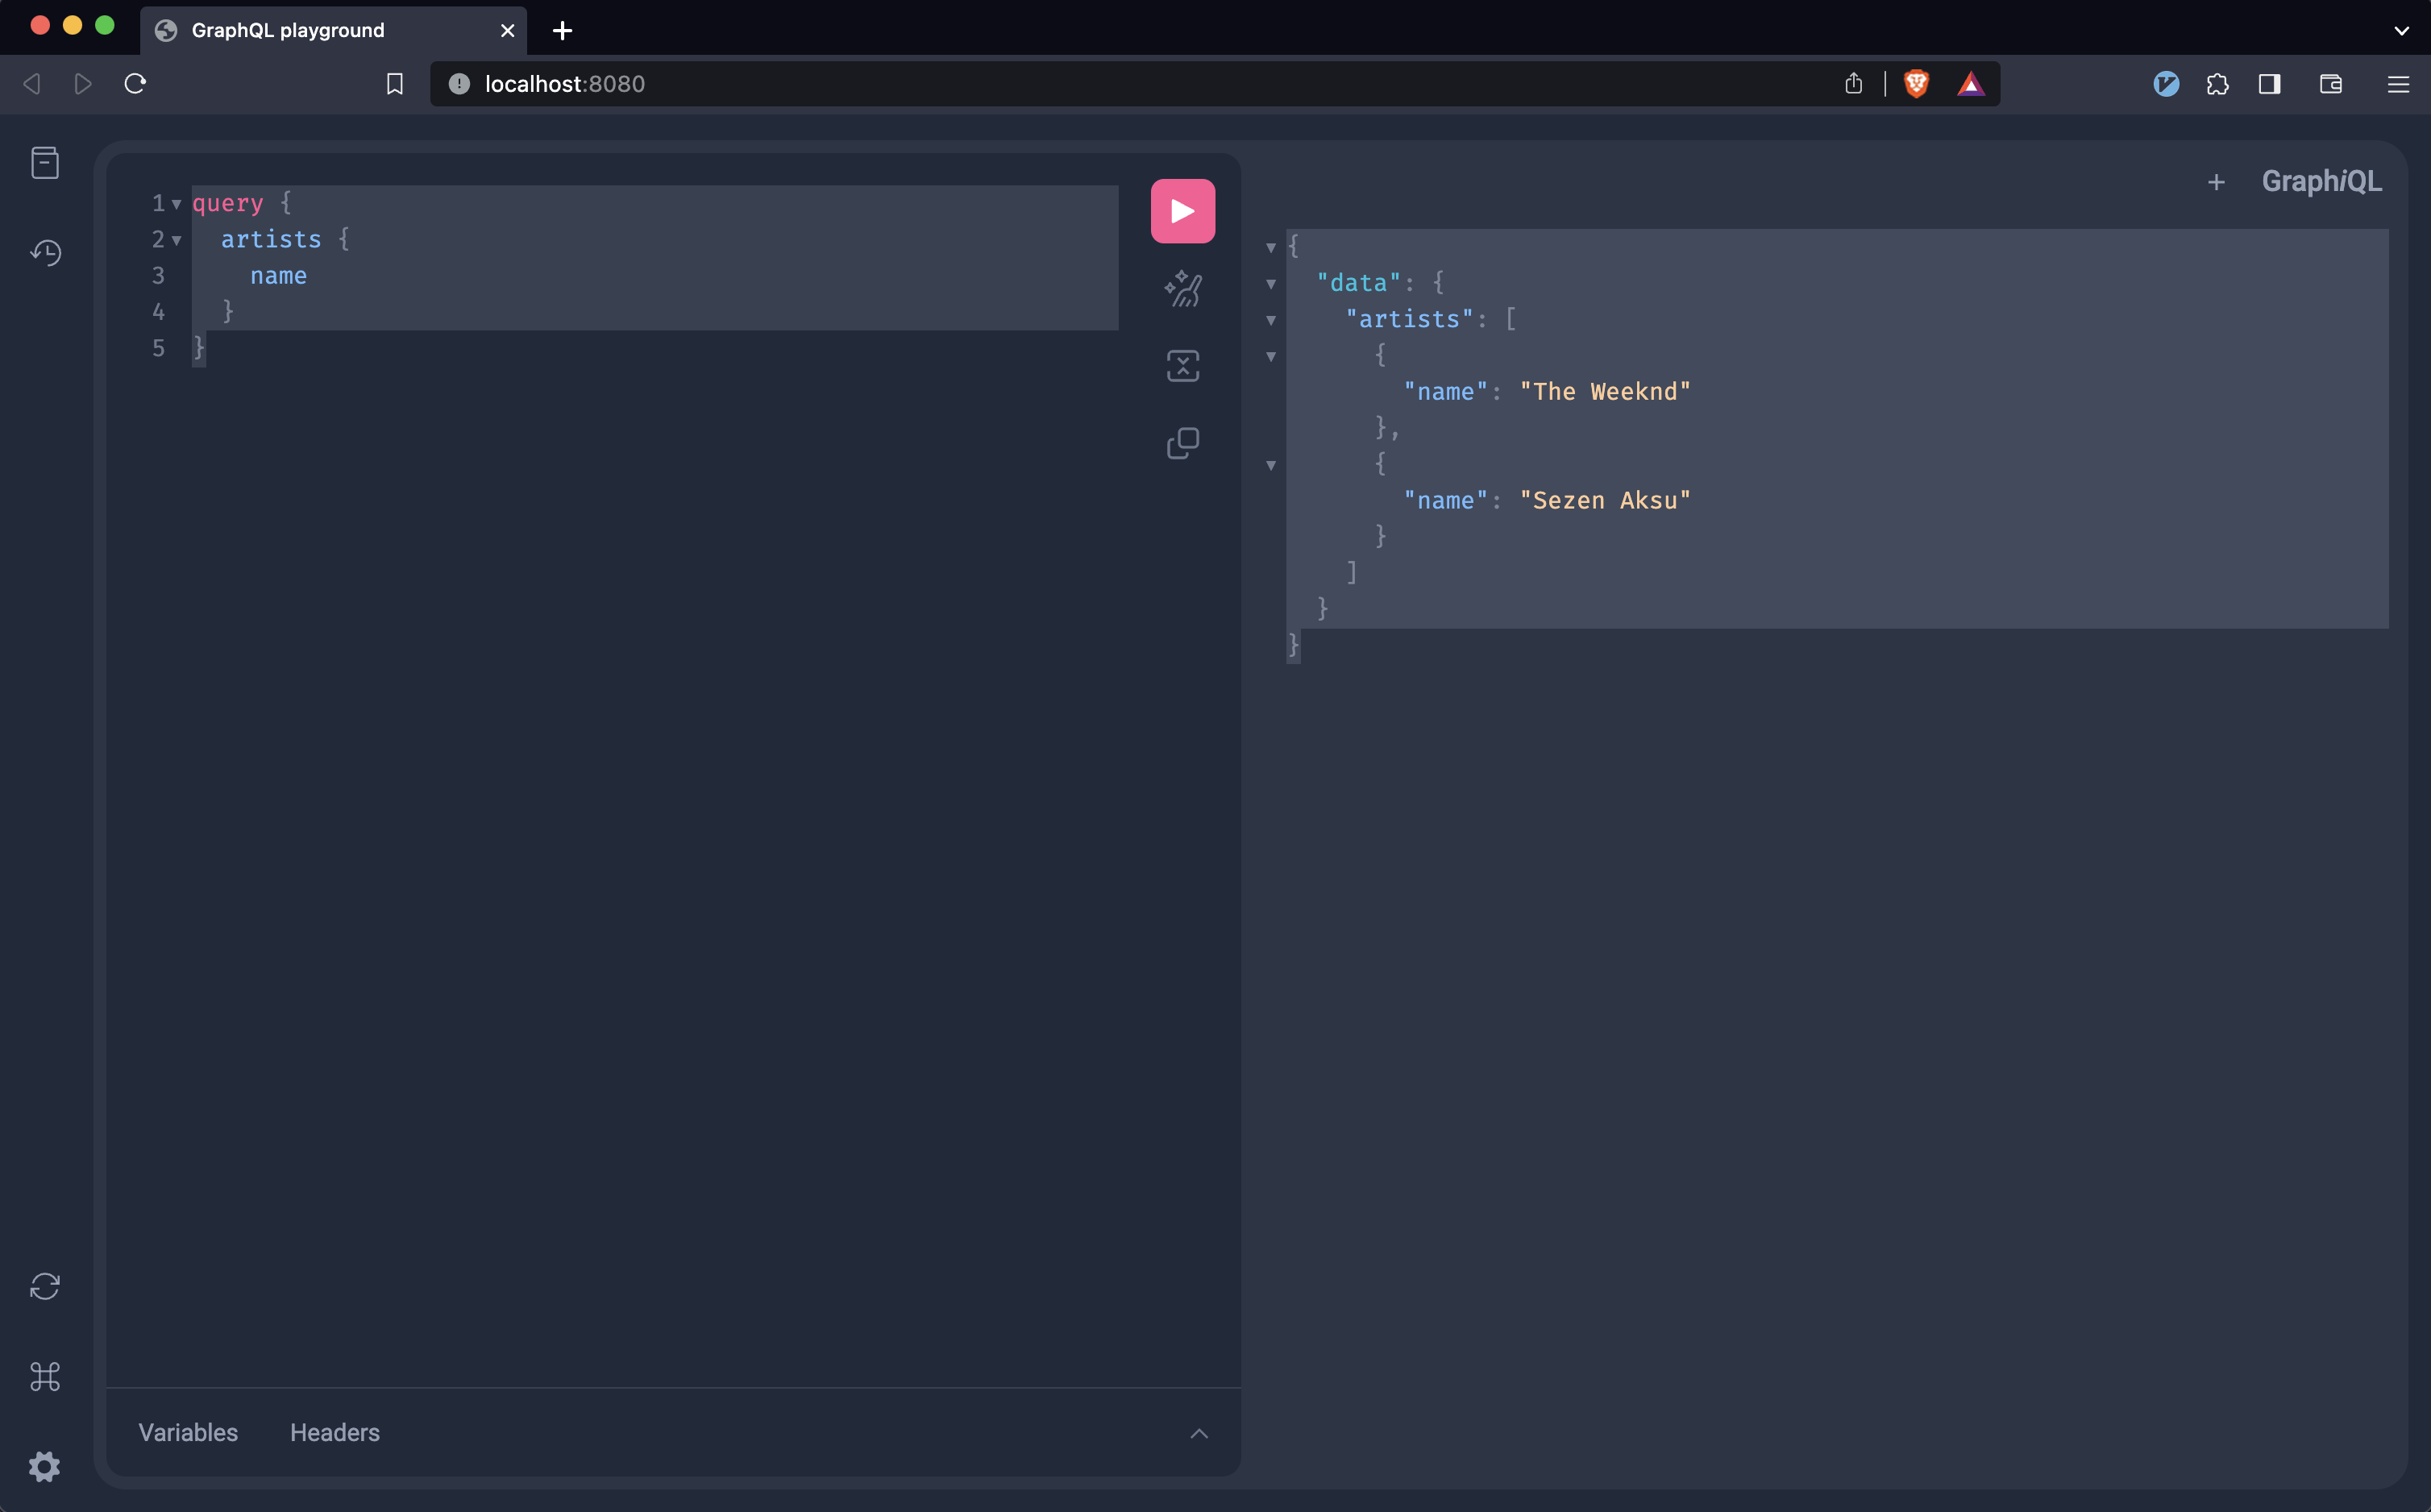 GraphQL playground
localhost:8080
GraphiQL
1 query {
2   artists {
3     name
4   }
5 }
{
  "data": {
    "artists": [
      {
        "name": "The Weeknd"
      },
      {
        "name": "Sezen Aksu"
      }
    ]
  }
}
Variables Headers